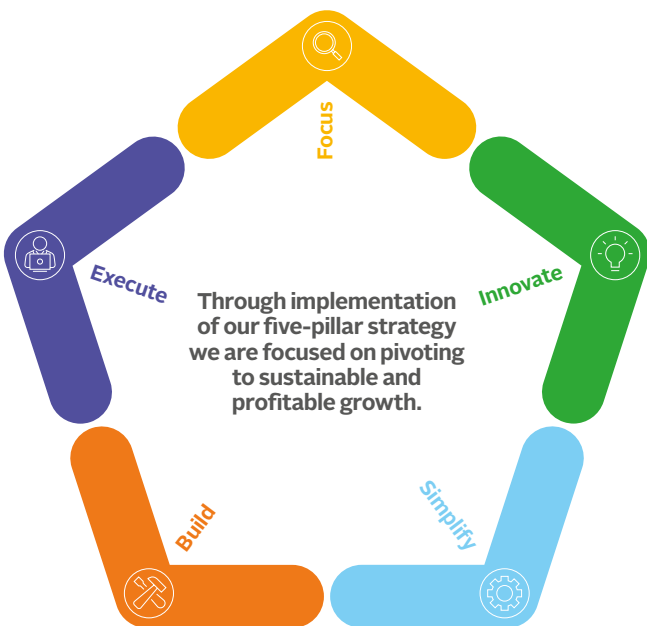 Focus
Innovate
Execute
Through implementation
of our five-pillar strategy
we are focused on pivoting
to sustainable and
profitable growth.
Simplify
Build